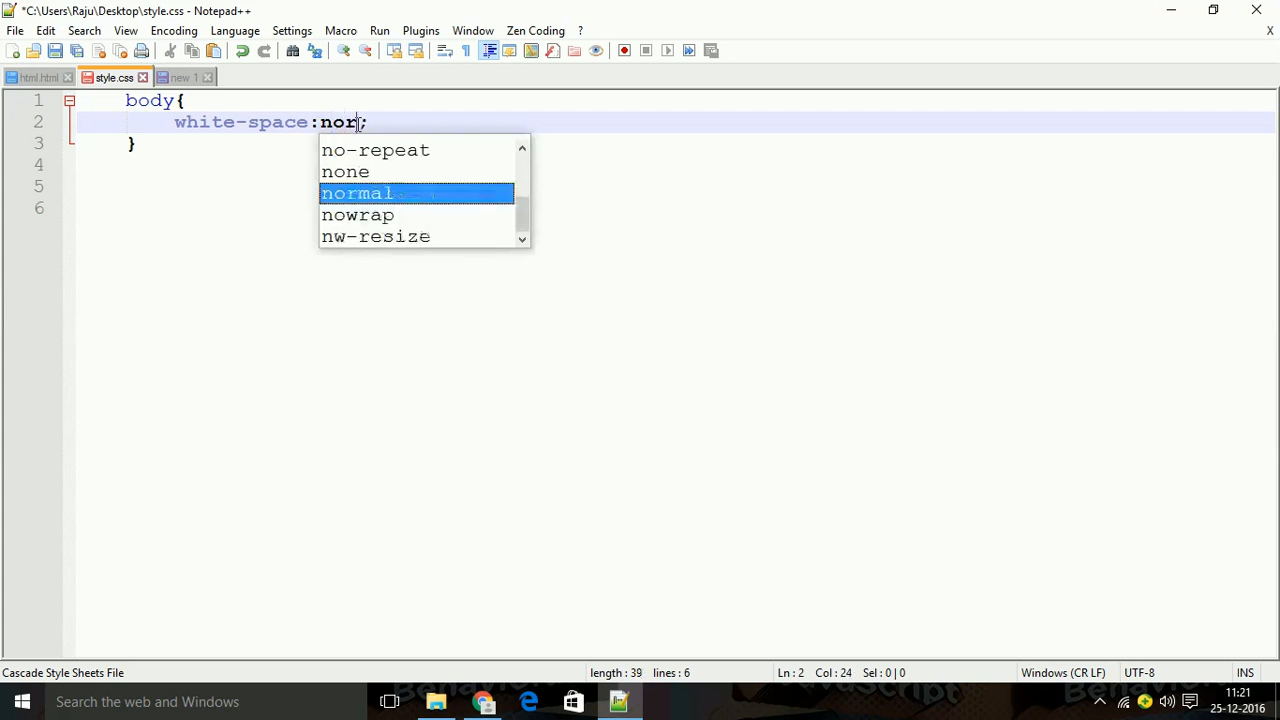 *C:\Users\Raju\Desktop\style.css - Notepad++
File Edit Search View Encoding Language Settings Macro Run Plugins Window Zen Coding ? X
html.html style.css new 1
1 body{
2 white-space:nor;
3 }
4
5
6
no-repeat
none
normal
nowrap
nw-resize
Cascade Style Sheets File length : 39 lines : 6 Ln : 2 Col : 24 Sel : 0 | 0 Windows (CR LF) UTF-8 INS
Search the web and Windows
11:21
25-12-2016